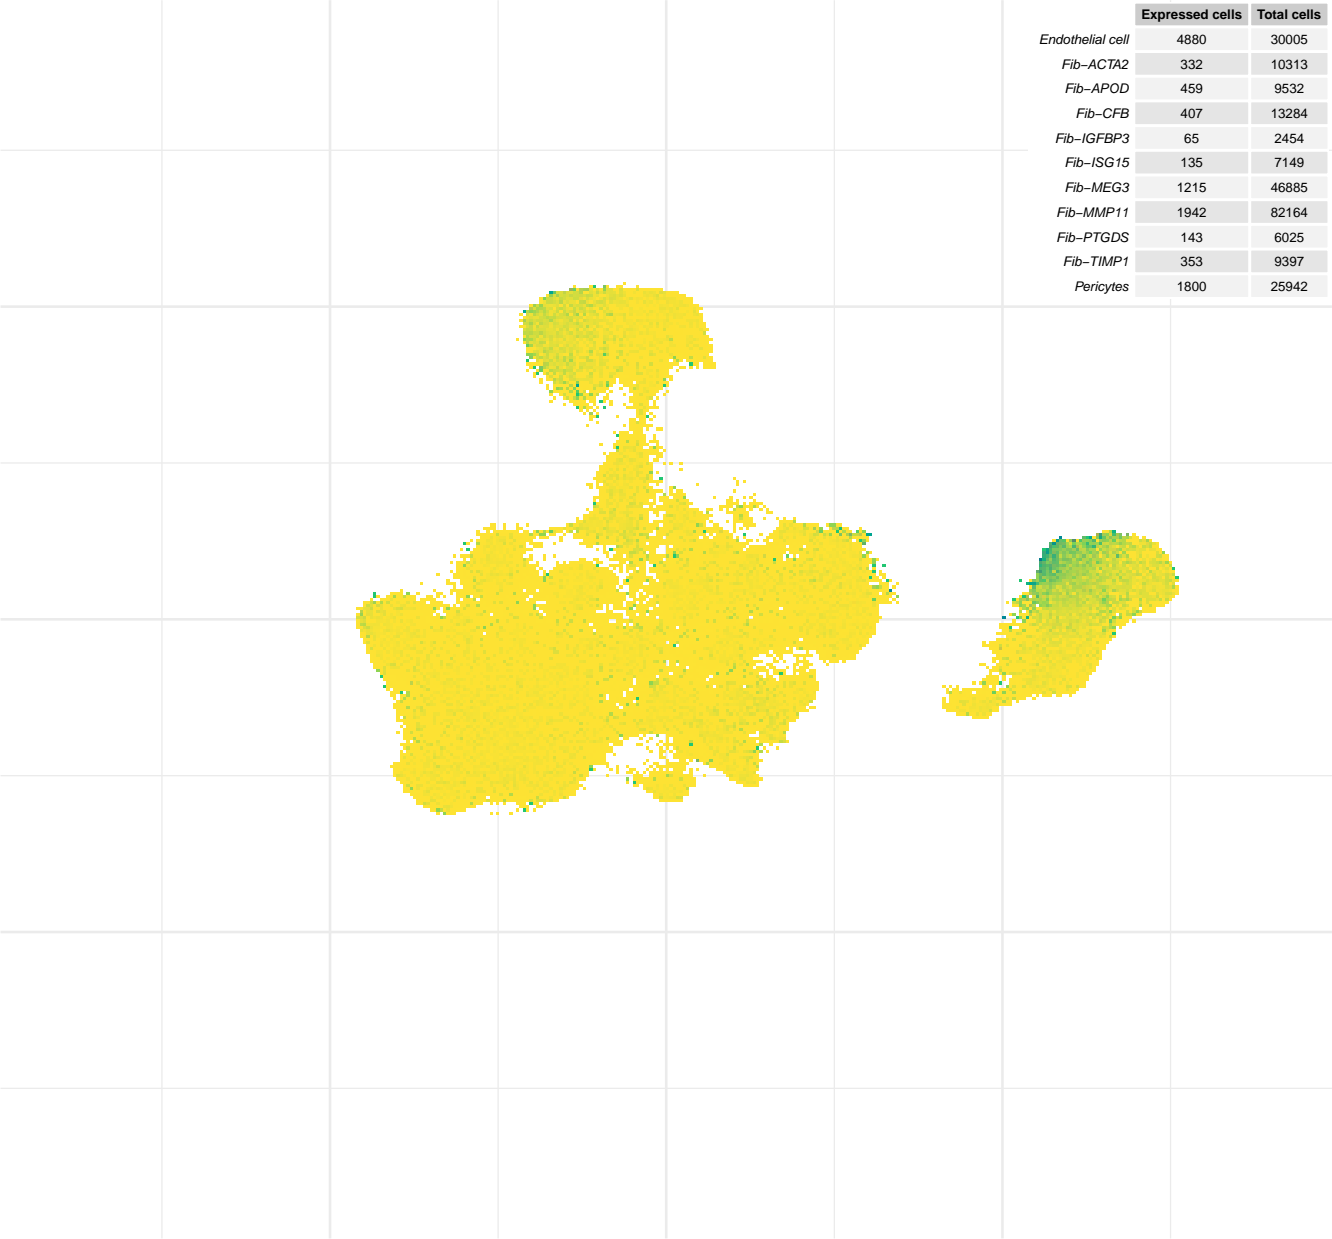 Expressed cells Total cells
Endothelial cell 4880 30005
Fib−ACTA2 332 10313
Fib−APOD 459 9532
Fib−CFB 407 13284
Fib−IGFBP3 65 2454
Fib−ISG15 135 7149
Fib−MEG3 1215 46885
Fib−MMP11 1942 82164
Fib−PTGDS 143 6025
Fib−TIMP1 353 9397
Pericytes 1800 25942